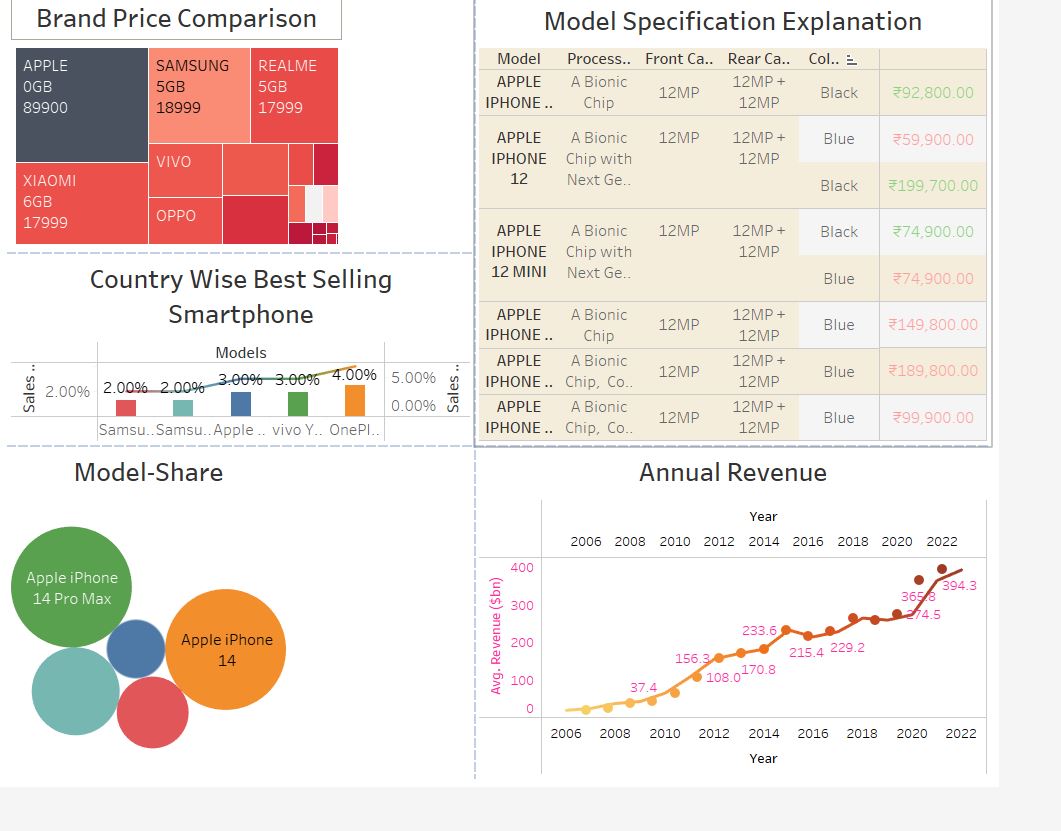 Brand Price Comparison
APPLE
0GB
89900
SAMSUNG
5GB
18999
REALME
5GB
17999
XIAOMI
6GB
17999
VIVO
OPPO
Country Wise Best Selling
Smartphone
Models
Sales ..
2.00%
2.00% 2.00% 3.00% 3.00% 4.00%
5.00%
0.00%
Sales ..
Samsu.. Samsu.. Apple .. vivo Y.. OnePl..
Model-Share
Apple iPhone
14 Pro Max
Apple iPhone
14
Model Specification Explanation
Model Process.. Front Ca.. Rear Ca.. Col..
APPLE
IPHONE ..
A Bionic
Chip
12MP
12MP +
12MP
Black
₹92,800.00
APPLE
IPHONE
12
A Bionic
Chip with
Next Ge..
12MP
12MP +
12MP
Blue
₹59,900.00
Black
₹199,700.00
APPLE
IPHONE
12 MINI
A Bionic
Chip with
Next Ge..
12MP
12MP +
12MP
Black
₹74,900.00
Blue
₹74,900.00
APPLE
IPHONE ..
A Bionic
Chip
12MP
12MP +
12MP
Blue
₹149,800.00
APPLE
IPHONE ..
A Bionic
Chip, Co..
12MP
12MP +
12MP
Blue
₹189,800.00
APPLE
IPHONE ..
A Bionic
Chip, Co..
12MP
12MP +
12MP
Blue
₹99,900.00
Annual Revenue
Year
2006 2008 2010 2012 2014 2016 2018 2020 2022
Avg. Revenue ($bn)
400
300
200
100
0
37.4
156.3
108.0
233.6
170.8
215.4
229.2
365.8
274.5
394.3
2006 2008 2010 2012 2014 2016 2018 2020 2022
Year